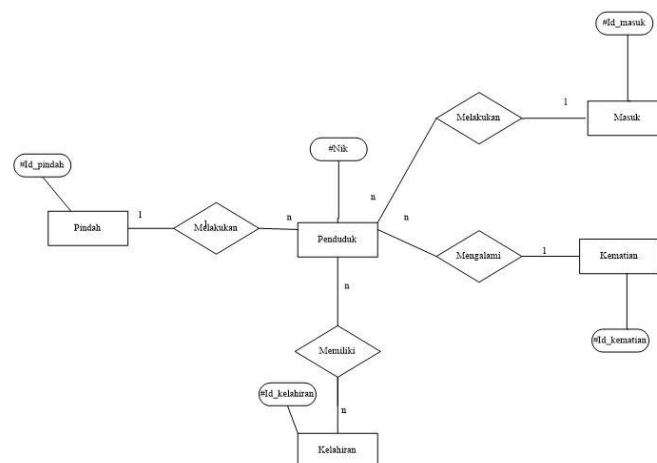 #Id_masuk
1
Melakukan
Masuk
#Nik
#Id_pindah
n
1
n
n
Pindah
Melakukan
Penduduk
1
Mengalami
Kematian
n
#Id_kematian
Memiliki
#Id_kelahiran
n
Kelahiran